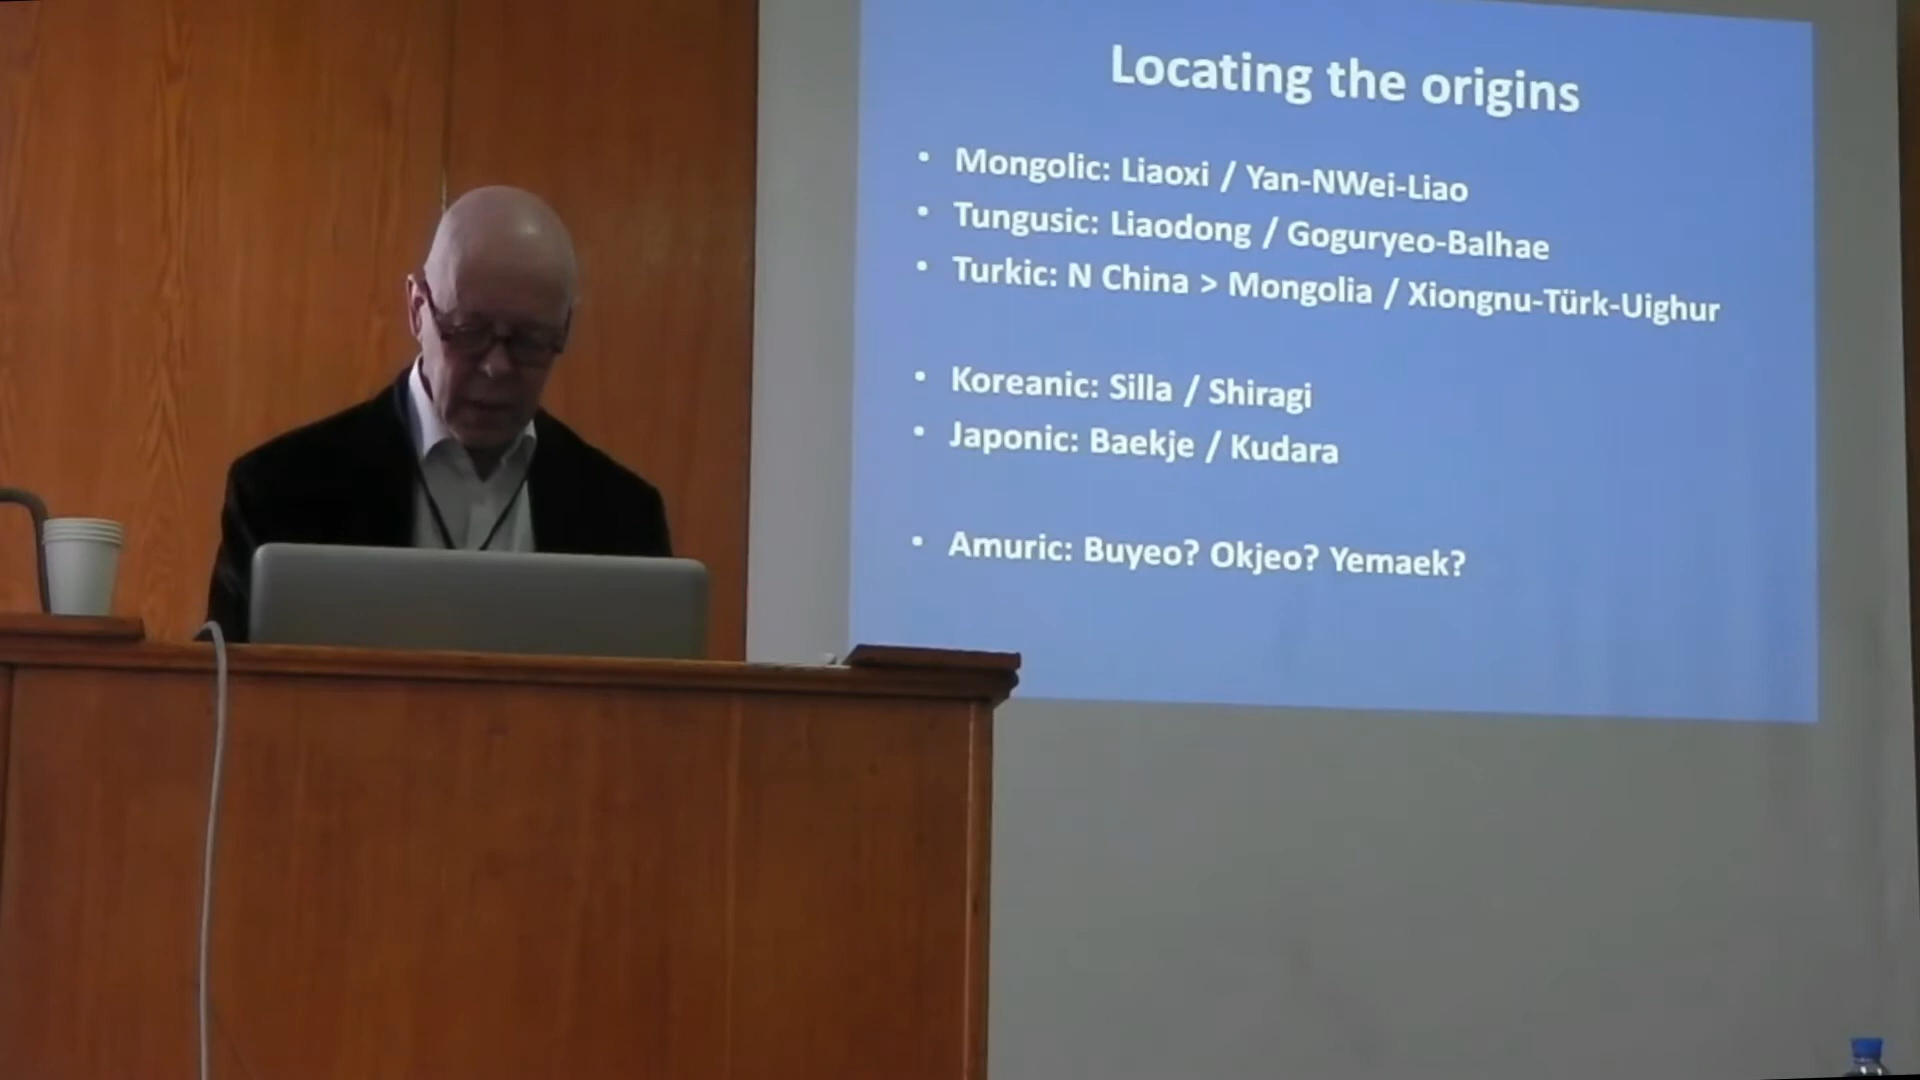 Locating the origins
• Mongolic: Liaoxi / Yan-NWei-Liao
• Tungusic: Liaodong / Goguryeo-Balhae
• Turkic: N China > Mongolia / Xiongnu-Türk-Uighur
• Koreanic: Silla / Shiragi
• Japonic: Baekje / Kudara
• Amuric: Buyeo? Okjeo? Yemaek?